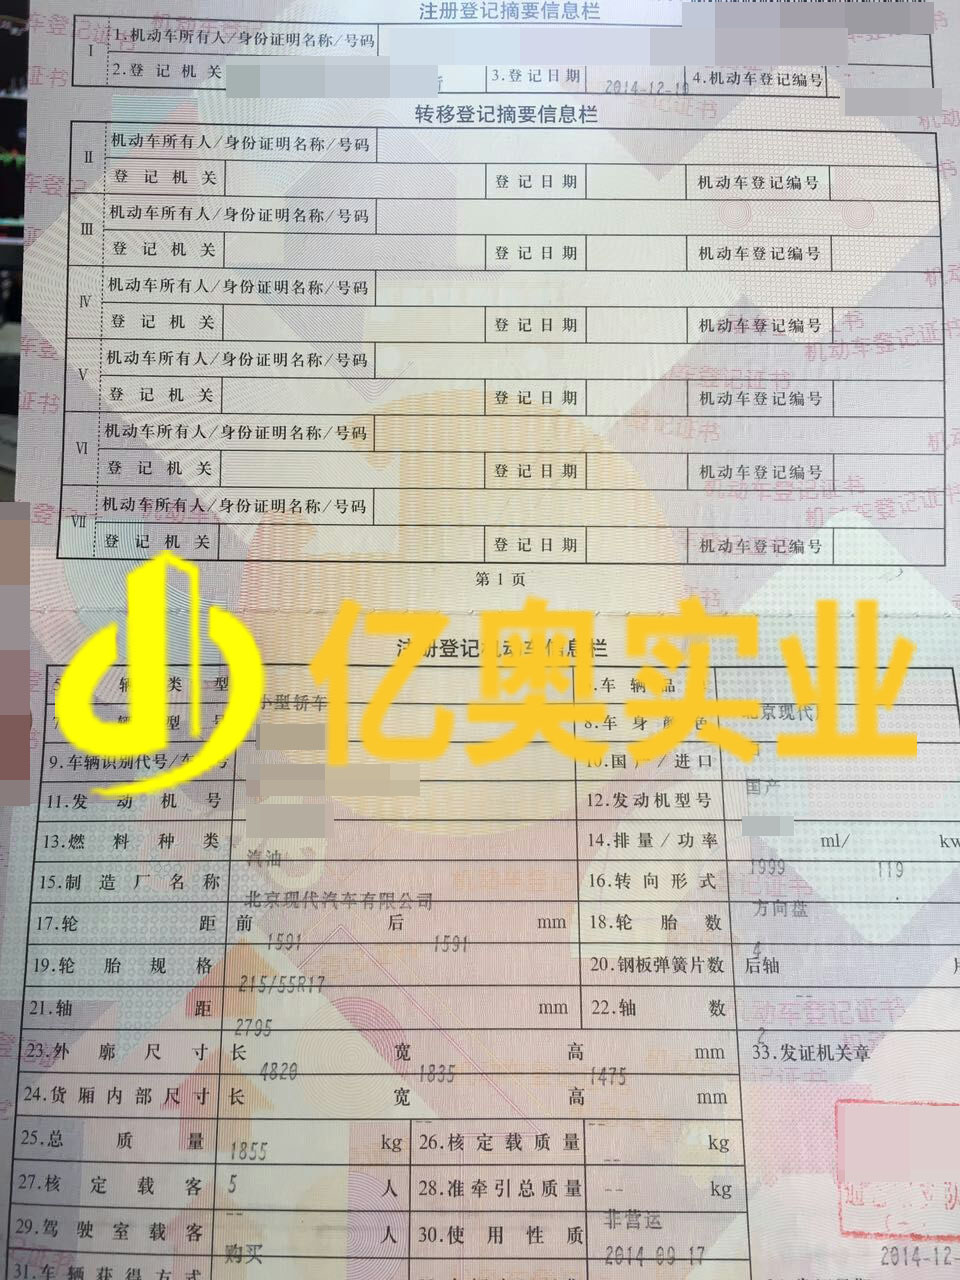 注册登记摘要信息栏
I 1.机动车所有人/身份证明名称/号码
2.登记机关 3.登记日期 2014-12-19 4.机动车登记编号
转移登记摘要信息栏
II 机动车所有人/身份证明名称/号码
登记机关 登记日期 机动车登记编号
III 机动车所有人/身份证明名称/号码
登记机关 登记日期 机动车登记编号
IV 机动车所有人/身份证明名称/号码
登记机关 登记日期 机动车登记编号
V 机动车所有人/身份证明名称/号码
登记机关 登记日期 机动车登记编号
VI 机动车所有人/身份证明名称/号码
登记机关 登记日期 机动车登记编号
VII 机动车所有人/身份证明名称/号码
登记机关 登记日期 机动车登记编号
第1页
亿奥实业
注册登记机动车信息栏
辆类型 小型轿车 车辆品 北京现代
辆型号 8.车身颜色
9.车辆识别代号/车 号 10.国产/进口 国产
11.发动机号 12.发动机型号
13.燃料种类 汽油 14.排量/功率 1999 ml/ 119 kw
15.制造厂名称 北京现代汽车有限公司 16.转向形式 方向盘
17.轮距 前 1591 后 1591 mm 18.轮胎数 4
19.轮胎规格 215/55R17 20.钢板弹簧片数 后轴 --
21.轴距 2795 mm 22.轴数 2
23.外廓尺寸 长 4820 宽 1835 高 1475 mm 33.发证机关章
24.货厢内部尺寸 长 -- 宽 -- 高 -- mm
25.总质量 1855 kg 26.核定载质量 -- kg
27.核定载客 5 人 28.准牵引总质量 -- kg
29.驾驶室载客 -- 人 30.使用性质 非营运
31.车辆获得方式 购买 2014 09 17 2014-12-